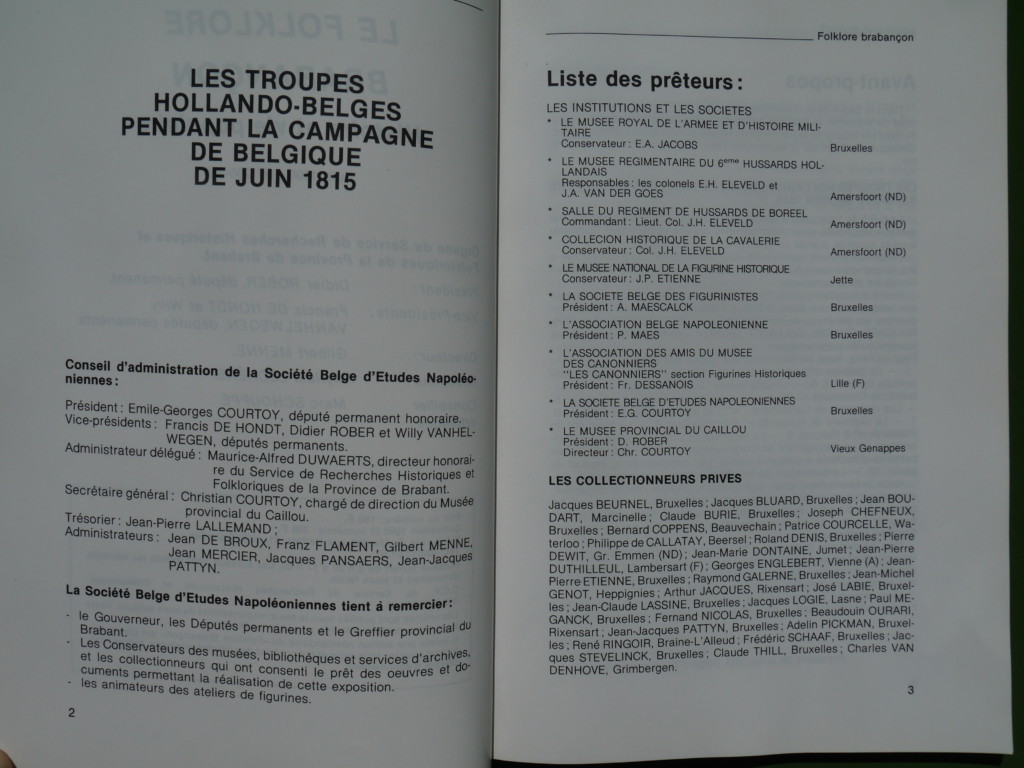 LES TROUPES
HOLLANDO-BELGES
PENDANT LA CAMPAGNE
DE BELGIQUE
DE JUIN 1815
Conseil d'administration de la Société Belge d'Etudes Napoléo-
niennes :
Président : Emile-Georges COURTOY, député permanent honoraire.
Vice-présidents : Francis DE HONDT, Didier ROBER et Willy VANHEL-
WEGEN, députés permanents.
Administrateur délégué : Maurice-Alfred DUWAERTS, directeur honorai-
re du Service de Recherches Historiques et
Folkloriques de la Province de Brabant.
Secrétaire général : Christian COURTOY, chargé de direction du Musée
provincial du Caillou.
Trésorier : Jean-Pierre LALLEMAND ;
Administrateurs : Jean DE BROUX, Franz FLAMENT, Gilbert MENNE,
Jean MERCIER, Jacques PANSAERS, Jean-Jacques
PATTYN.
La Société Belge d'Etudes Napoléoniennes tient à remercier :
- le Gouverneur, les Députés permanents et le Greffier provincial du
Brabant.
- Les Conservateurs des musées, bibliothèques et services d'archives,
et les collectionneurs qui ont consenti le prêt des oeuvres et do-
cuments permettant la réalisation de cette exposition.
- les animateurs des ateliers de figurines.
2
Folklore brabançon
Liste des prêteurs :
LES INSTITUTIONS ET LES SOCIETES
* LE MUSEE ROYAL DE L'ARMEE ET D'HISTOIRE MILI-
TAIRE
Conservateur : E.A. JACOBS Bruxelles
* LE MUSEE REGIMENTAIRE DU 6eme HUSSARDS HOL-
LANDAIS
Responsables : les colonels E.H. ELEVELD et
J.A. VAN DER GOES Amersfoort (ND)
* SALLE DU REGIMENT DE HUSSARDS DE BOREEL
Commandant : Lieut. Col. J.H. ELEVELD Amersfoort (ND)
* COLLECION HISTORIQUE DE LA CAVALERIE
Conservateur : Col. J.H. ELEVELD Amersfoort (ND)
* LE MUSEE NATIONAL DE LA FIGURINE HISTORIQUE
Conservateur : J.P. ETIENNE Jette
* LA SOCIETE BELGE DES FIGURINISTES
Président : A. MAESCALCK Bruxelles
* L'ASSOCIATION BELGE NAPOLEONIENNE
Président : P. MAES Bruxelles
* L'ASSOCIATION DES AMIS DU MUSEE
DES CANONNIERS
"LES CANONNIERS" section Figurines Historiques
Président : Fr. DESSANOIS Lille (F)
* LA SOCIETE BELGE D'ETUDES NAPOLEONIENNES
Président : E.G. COURTOY Bruxelles
* LE MUSEE PROVINCIAL DU CAILLOU
Président : D. ROBER
Directeur : Chr. COURTOY Vieux Genappes
LES COLLECTIONNEURS PRIVES
Jacques BEURNEL, Bruxelles ; Jacques BLUARD, Bruxelles ; Jean BOU-
DART, Marcinelle ; Claude BURIE, Bruxelles ; Joseph CHEFNEUX,
Bruxelles ; Bernard COPPENS, Beauvechain ; Patrice COURCELLE, Wa-
terloo ; Philippe de CALLATAY, Beersel ; Roland DENIS, Bruxelles ; Pierre
DEWIT, Gr. Emmen (ND) ; Jean-Marie DONTAINE, Jumet ; Jean-Pierre
DUTHILLEUL, Lambersart (F) ; Georges ENGLEBERT, Vienne (A) ; Jean-
Pierre ETIENNE, Bruxelles ; Raymond GALERNE, Bruxelles ; Jean-Michel
GENOT, Heppignies ; Arthur JACQUES, Rixensart ; José LABIE, Bruxel-
les ; Jean-Claude LASSINE, Bruxelles ; Jacques LOGIE, Lasne ; Paul ME-
GANCK, Bruxelles ; Fernand NICOLAS, Bruxelles ; Beaudouin OURARI,
Rixensart ; Jean-Jacques PATTYN, Bruxelles ; Adelin PICKMAN, Bruxel-
les ; René RINGOIR, Braine-L'Alleud ; Frédéric SCHAAF, Bruxelles ; Jac-
ques STEVELINCK, Bruxelles ; Claude THILL, Bruxelles ; Charles VAN
DENHOVE, Grimbergen.
3